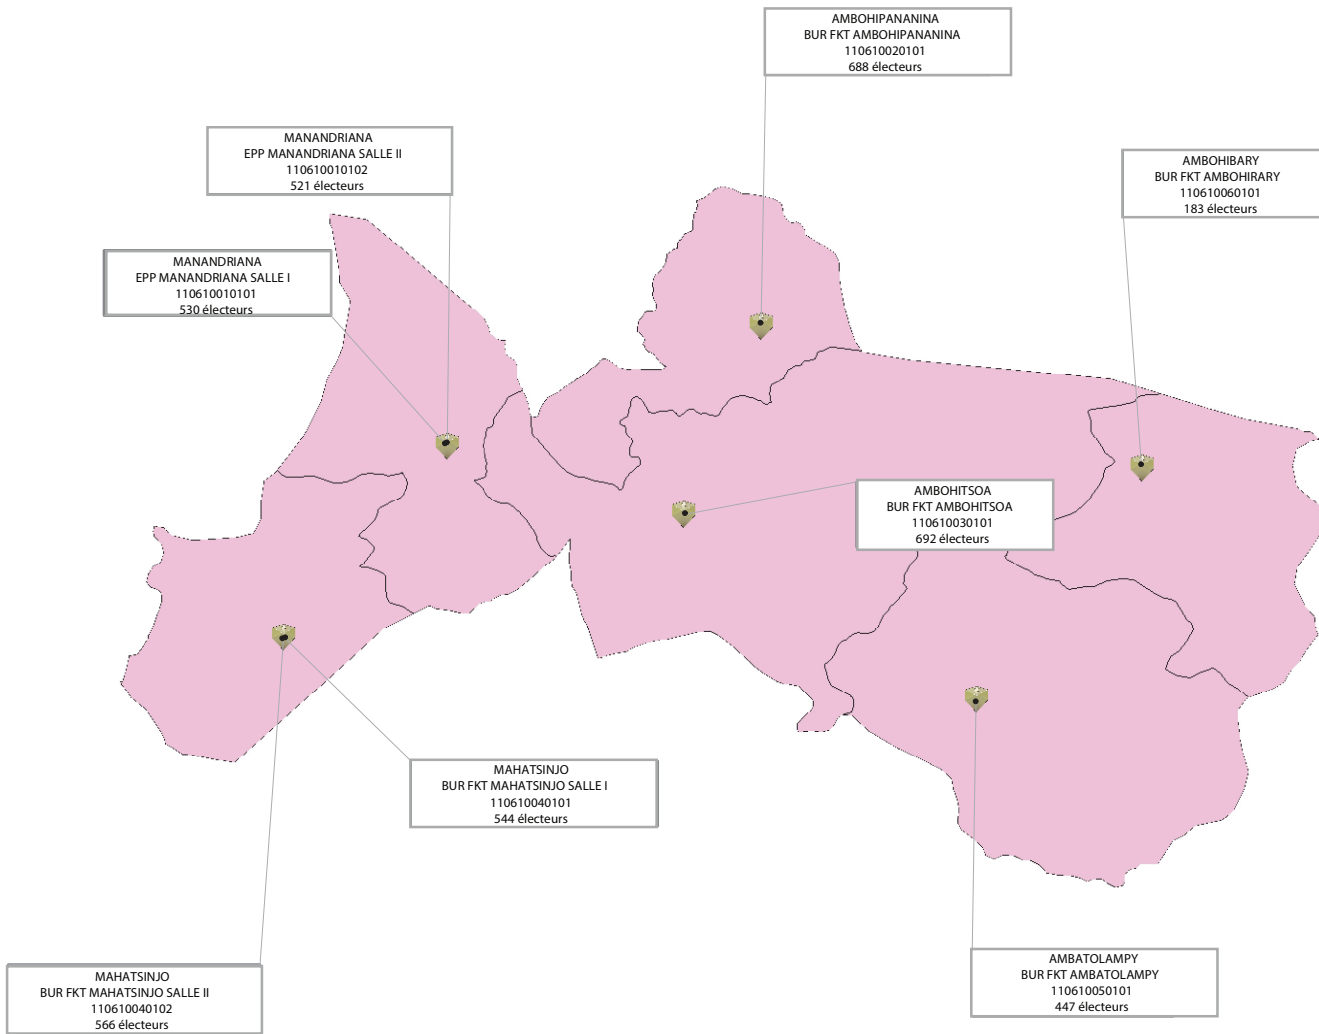 AMBOHIPANANINA
BUR FKT AMBOHIPANANINA
110610020101
688 électeurs
MANANDRIANA
EPP MANANDRIANA SALLE II
110610010102
521 électeurs
AMBOHIBARY
BUR FKT AMBOHIRARY
110610060101
183 électeurs
MANANDRIANA
EPP MANANDRIANA SALLE I
110610010101
530 électeurs
AMBOHITSOA
BUR FKT AMBOHITSOA
110610030101
692 électeurs
MAHATSINJO
BUR FKT MAHATSINJO SALLE I
110610040101
544 électeurs
AMBATOLAMPY
BUR FKT AMBATOLAMPY
110610050101
447 électeurs
MAHATSINJO
BUR FKT MAHATSINJO SALLE II
110610040102
566 électeurs